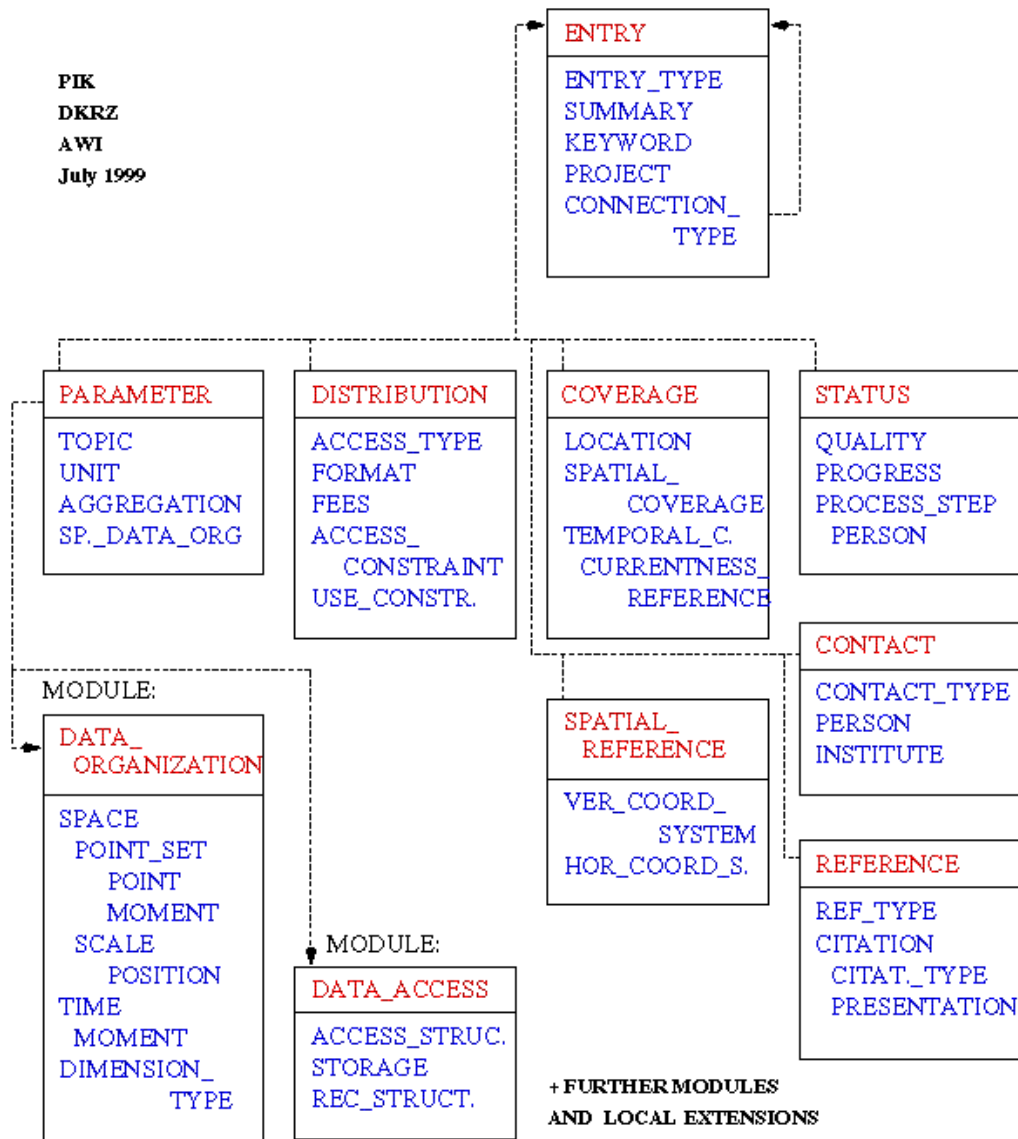 PIK
DKRZ
AWI
July 1999
ENTRY
ENTRY_TYPE
SUMMARY
KEYWORD
PROJECT
CONNECTION_
TYPE
PARAMETER
TOPIC
UNIT
AGGREGATION
SP._DATA_ORG
DISTRIBUTION
ACCESS_TYPE
FORMAT
FEES
ACCESS_
CONSTRAINT
USE_CONSTR.
COVERAGE
LOCATION
SPATIAL_
COVERAGE
TEMPORAL_C.
CURRENTNESS_
REFERENCE
STATUS
QUALITY
PROGRESS
PROCESS_STEP
PERSON
CONTACT
CONTACT_TYPE
PERSON
INSTITUTE
MODULE:
DATA_
ORGANIZATION
SPACE
POINT_SET
POINT
MOMENT
SCALE
POSITION
TIME
MOMENT
DIMENSION_
TYPE
MODULE:
DATA_ACCESS
ACCESS_STRUC.
STORAGE
REC_STRUCT.
SPATIAL_
REFERENCE
VER_COORD_
SYSTEM
HOR_COORD_S.
REFERENCE
REF_TYPE
CITATION
CITAT._TYPE
PRESENTATION
+ FURTHER MODULES
AND LOCAL EXTENSIONS